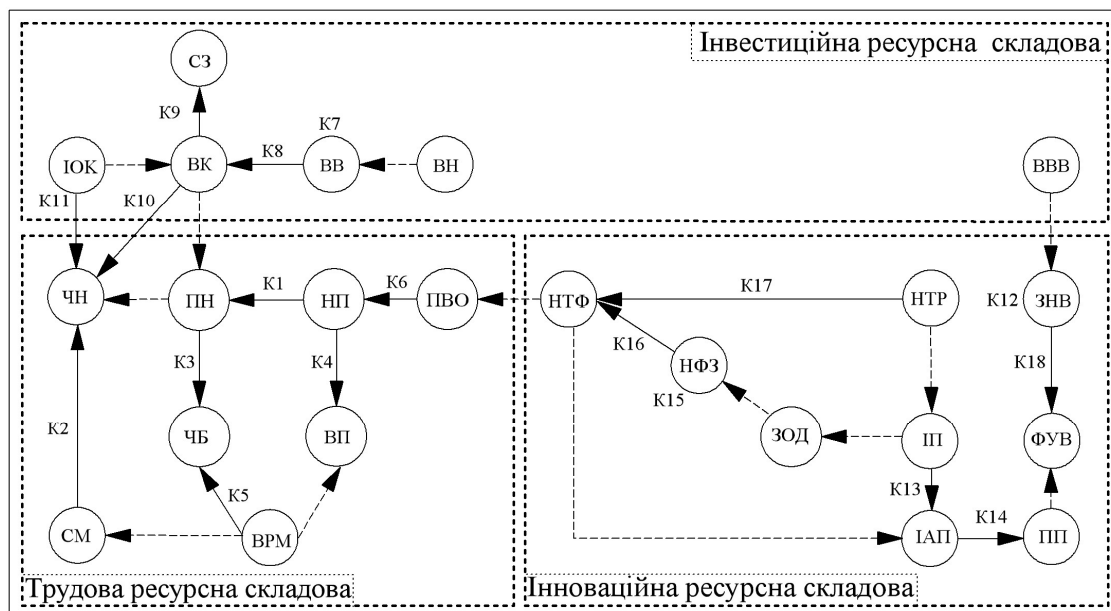 Інвестиційна ресурсна складова
СЗ
К9
К7
ІОК
ВК
К8
ВВ
ВН
ВВВ
К11
К10
ЧН
ПН
К1
НП
К6
ПВО
НТФ
К17
НТР
К12
ЗНВ
К3
К4
К16
НФЗ
К15
К18
К2
ЧБ
ВП
ЗОД
ІП
ФУВ
К5
К13
СМ
ВРМ
ІАП
К14
ПП
Трудова ресурсна складова
Інноваційна ресурсна складова